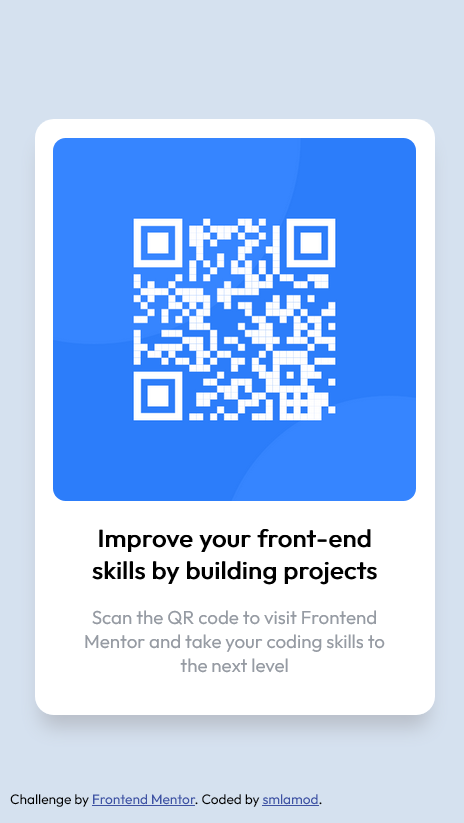 Improve your front-end
skills by building projects
Scan the QR code to visit Frontend
Mentor and take your coding skills to
the next level
Challenge by Frontend Mentor. Coded by smlamod.